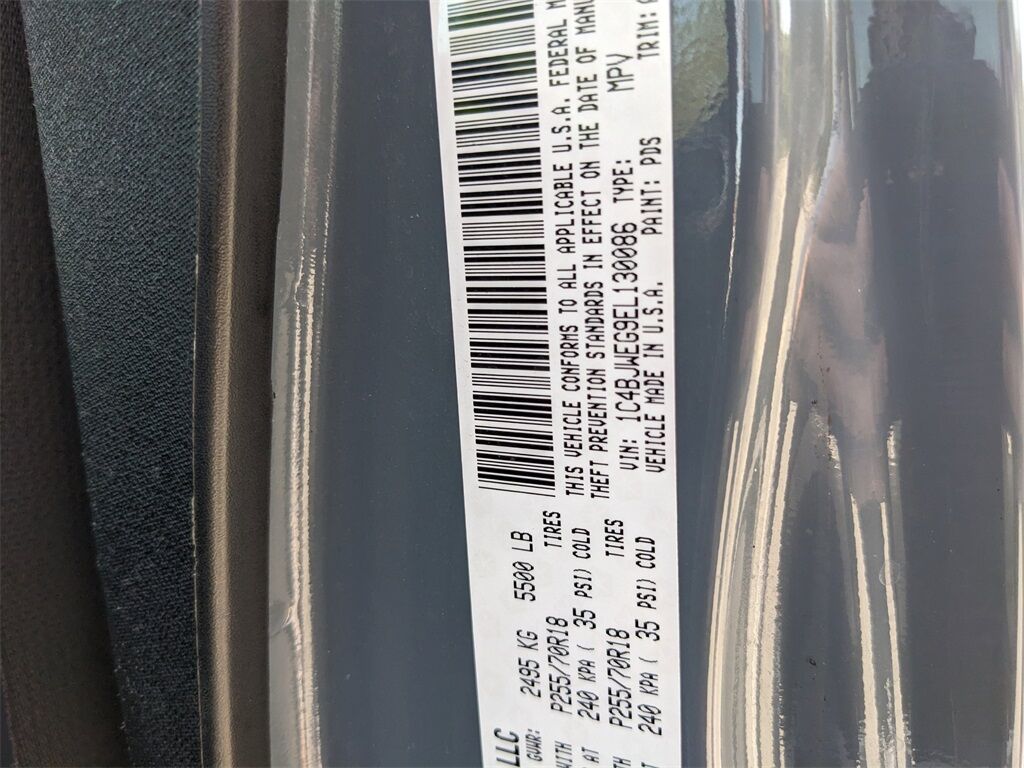 LLC
GVWR: 2495 KG 5500 LB
WITH P255/70R18 TIRES
AT 240 KPA ( 35 PSI) COLD
P255/70R18 TIRES
240 KPA ( 35 PSI) COLD
THIS VEHICLE CONFORMS TO ALL APPLICABLE U.S.A. FEDERAL
THEFT PREVENTION STANDARDS IN EFFECT ON THE DATE OF MANU
VIN: 1C4BJWEG9EL130086 TYPE: MPV
VEHICLE MADE IN U.S.A. PAINT: PDS TRIM: